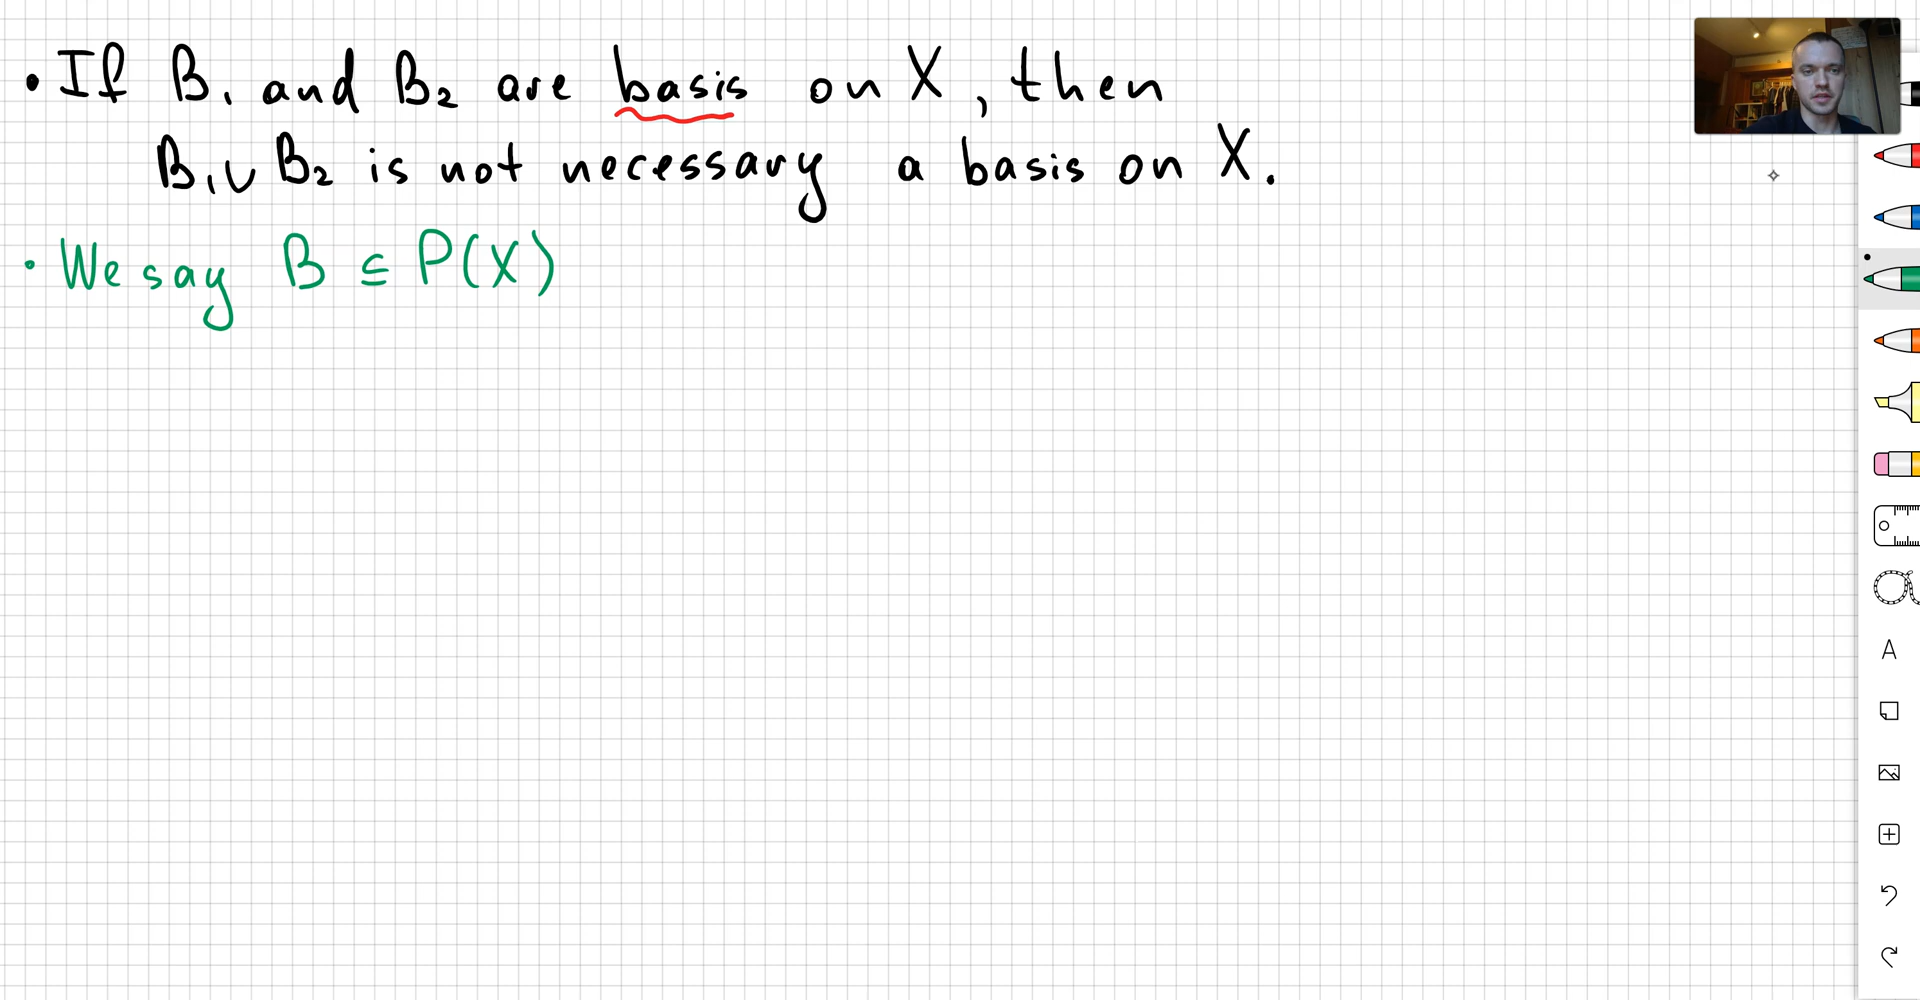 • If B₁ and B₂ are basis on X, then
B₁ ∪ B₂ is not necessary a basis on X.
• We say B ⊆ P(X)
A